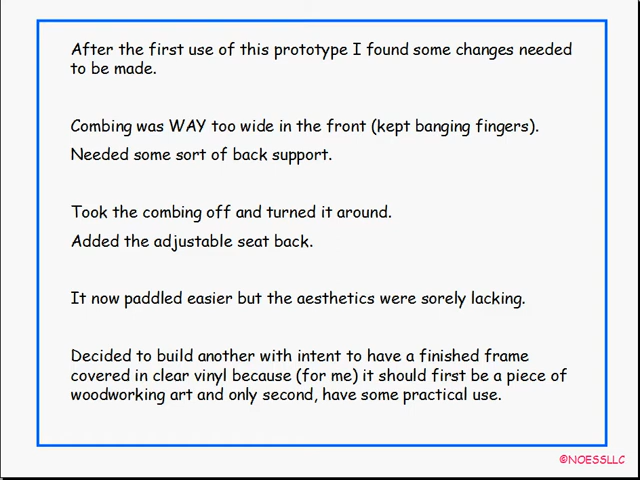 After the first use of this prototype I found some changes needed
to be made.
Combing was WAY too wide in the front (kept banging fingers).
Needed some sort of back support.
Took the combing off and turned it around.
Added the adjustable seat back.
It now paddled easier but the aesthetics were sorely lacking.
Decided to build another with intent to have a finished frame
covered in clear vinyl because (for me) it should first be a piece of
woodworking art and only second, have some practical use.
©NOESSLLC